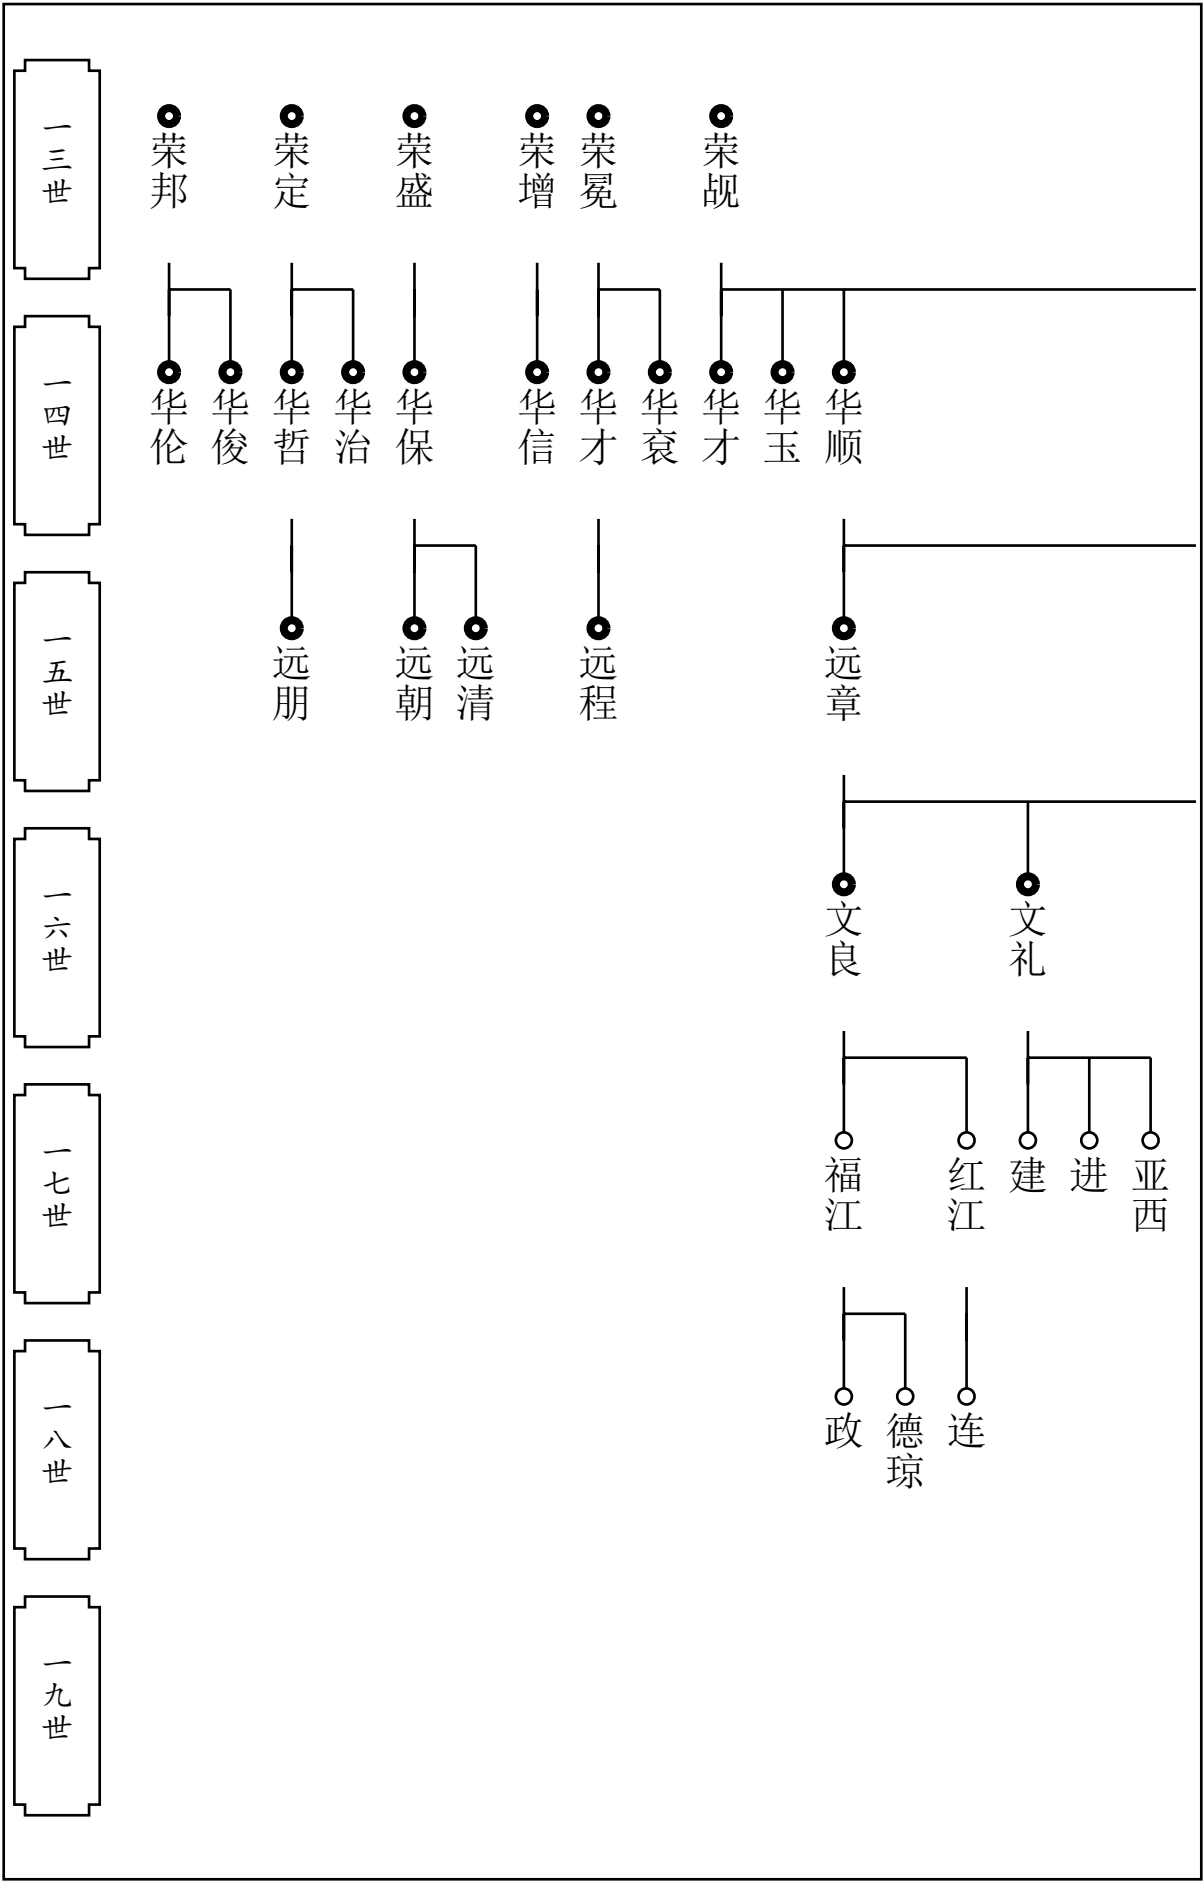 一三世
荣邦
荣定
荣盛
荣增
荣冕
荣觇
一四世
华伦
华俊
华哲
华治
华保
华信
华才
华衮
华才
华玉
华顺
一五世
远朋
远朝
远清
远程
远章
一六世
文良
文礼
一七世
福江
红江
建
进
亚西
一八世
政
德琼
连
一九世